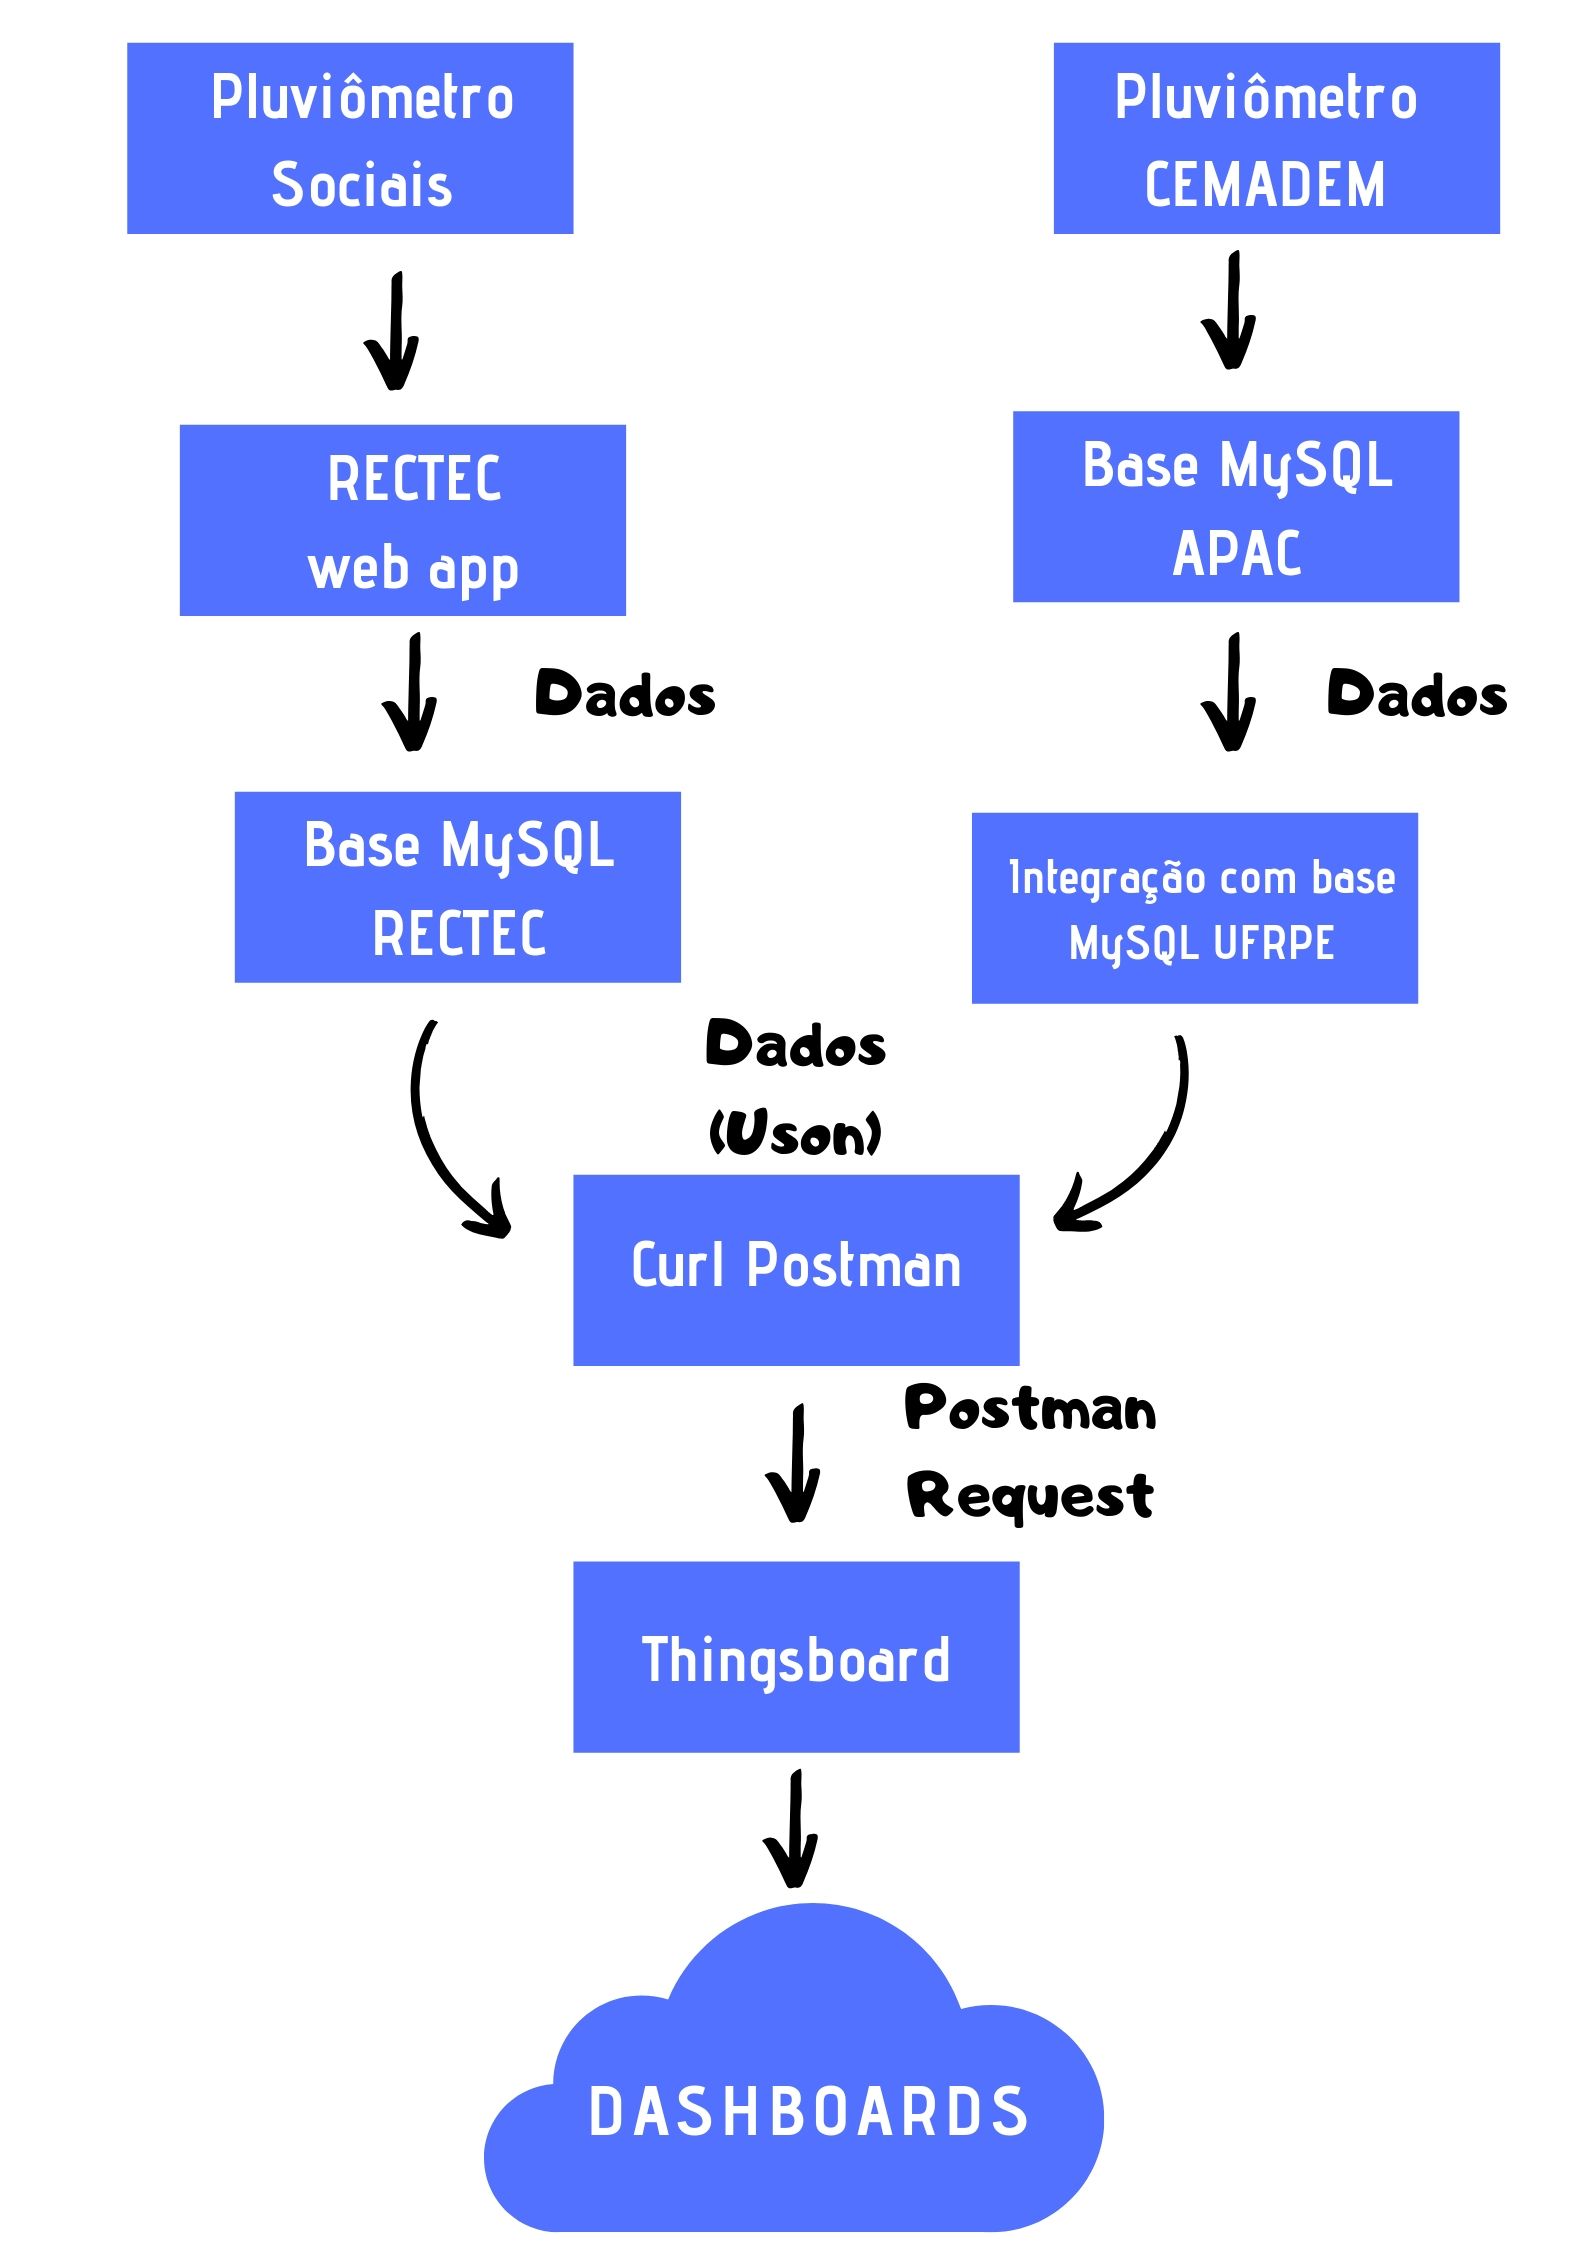 Pluviômetro
Sociais
Pluviômetro
CEMADEM
RECTEC
web app
Base MySQL
APAC
Dados
Dados
Base MySQL
RECTEC
Integração com base
MySQL UFRPE
Dados
(Uson)
Curl Postman
Postman
Request
Thingsboard
DASHBOARDS